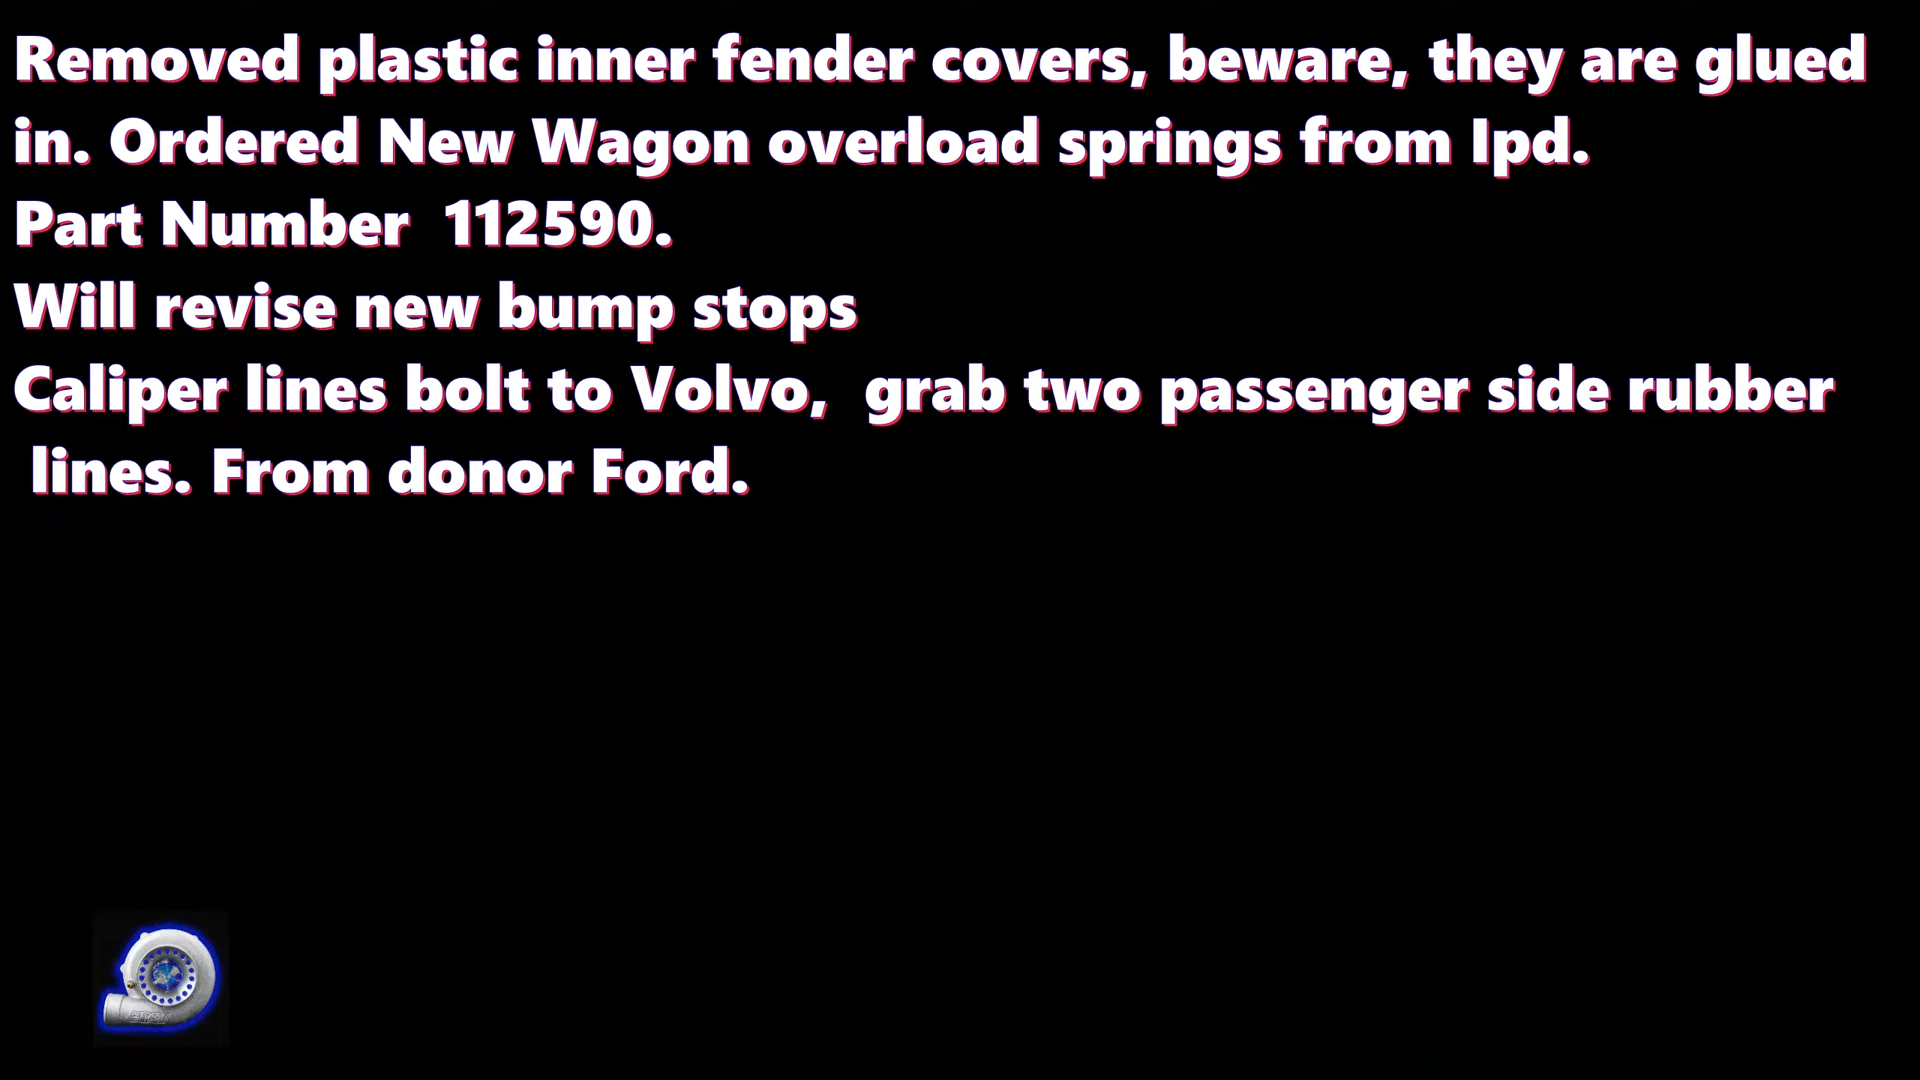 Removed plastic inner fender covers, beware, they are glued
in. Ordered New Wagon overload springs from Ipd.
Part Number  112590.
Will revise new bump stops
Caliper lines bolt to Volvo,  grab two passenger side rubber
lines. From donor Ford.